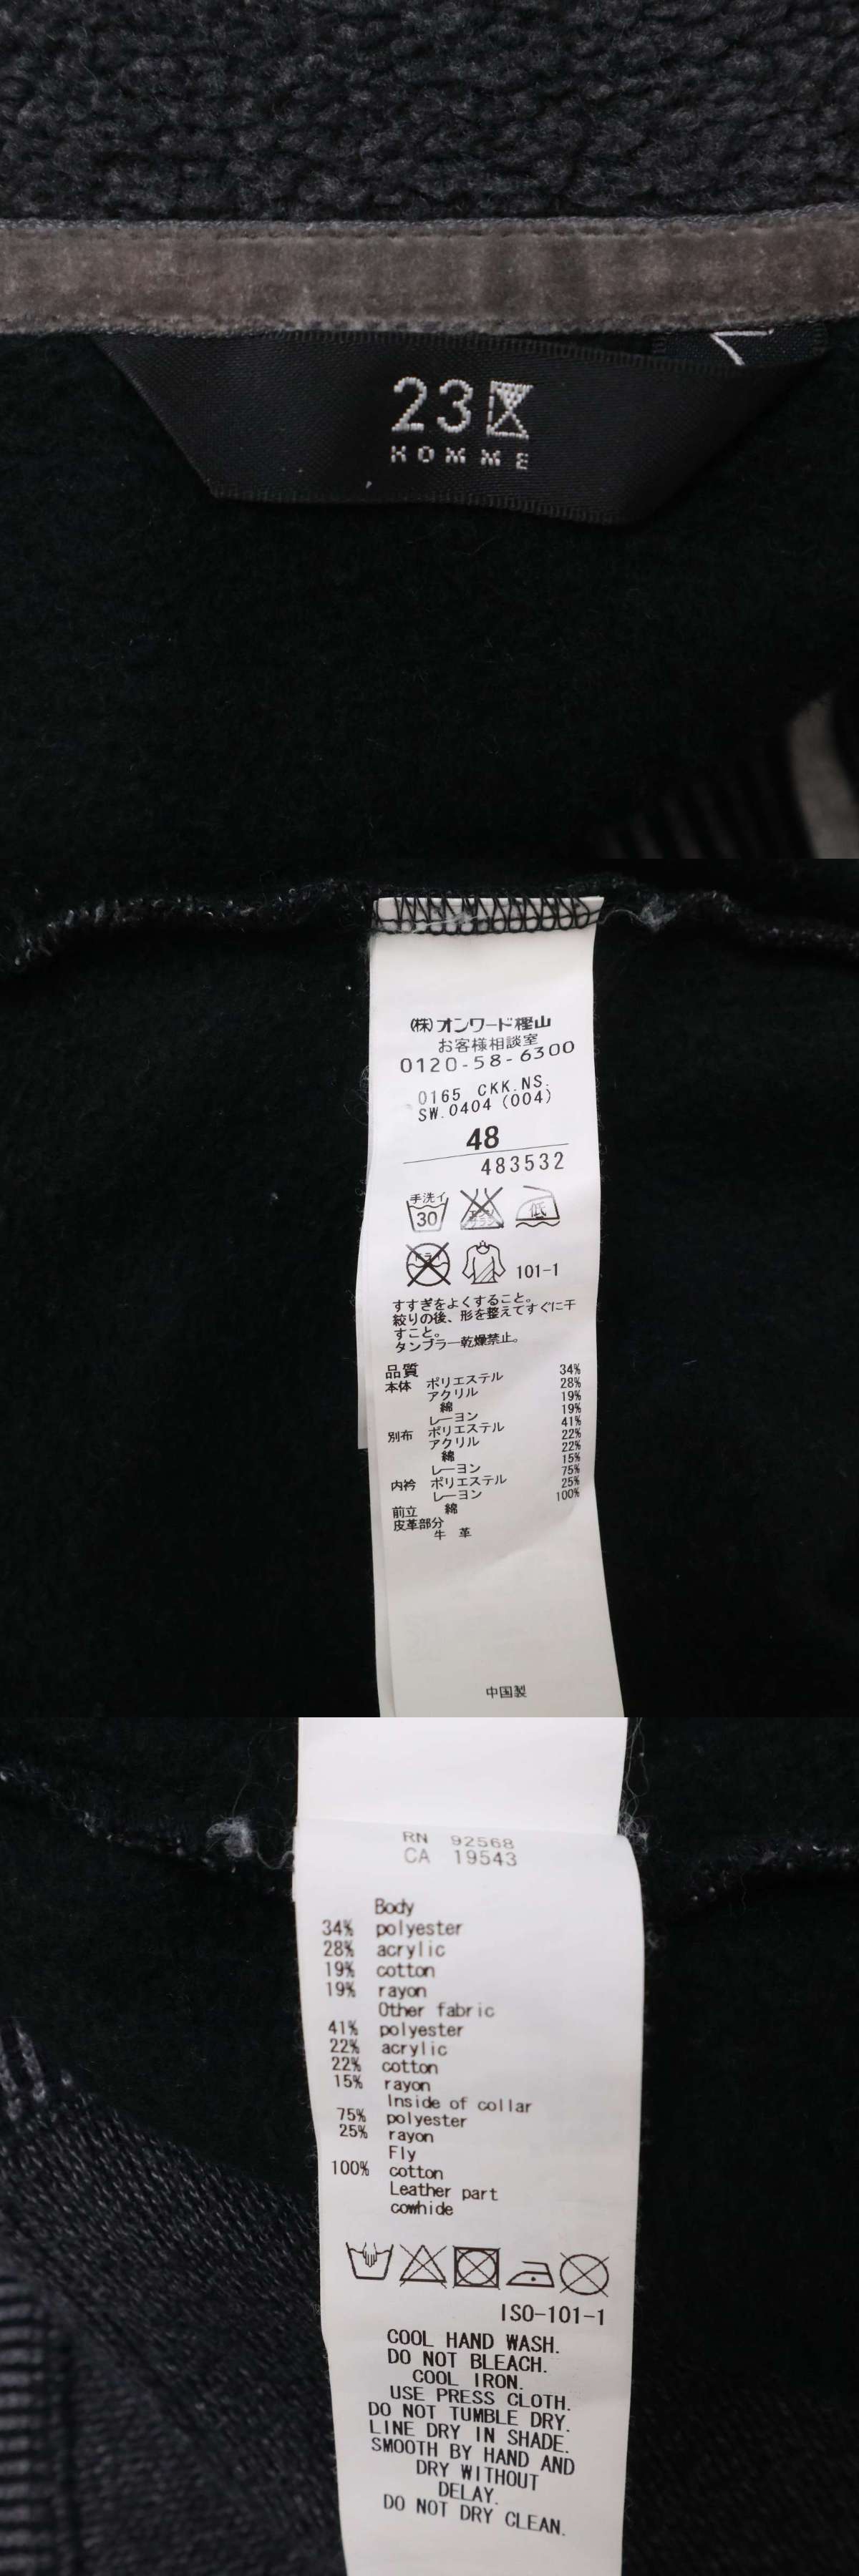 23区
HOMME
(株)オンワード樫山
お客様相談室
0120-58-6300
0165 CKK.NS.
SW.0404 (004)
48
483532
手洗イ
30
エンソ
サラシ
低
ドライ
101-1
すすぎをよくすること。
絞りの後、形を整えてすぐに干
すこと。
タンブラー乾燥禁止。
品質
本体 ポリエステル 34%
アクリル 28%
綿 19%
レーヨン 19%
別布 ポリエステル 41%
アクリル 22%
綿 22%
レーヨン 15%
内衿 ポリエステル 75%
レーヨン 25%
前立 綿 100%
皮革部分
牛 革
中国製
RN 92568
CA 19543
Body
34% polyester
28% acrylic
19% cotton
19% rayon
Other fabric
41% polyester
22% acrylic
22% cotton
15% rayon
Inside of collar
75% polyester
25% rayon
Fly
100% cotton
Leather part
cowhide
ISO-101-1
COOL HAND WASH.
DO NOT BLEACH.
COOL IRON.
USE PRESS CLOTH.
DO NOT TUMBLE DRY.
LINE DRY IN SHADE.
SMOOTH BY HAND AND
DRY WITHOUT
DELAY.
DO NOT DRY CLEAN.